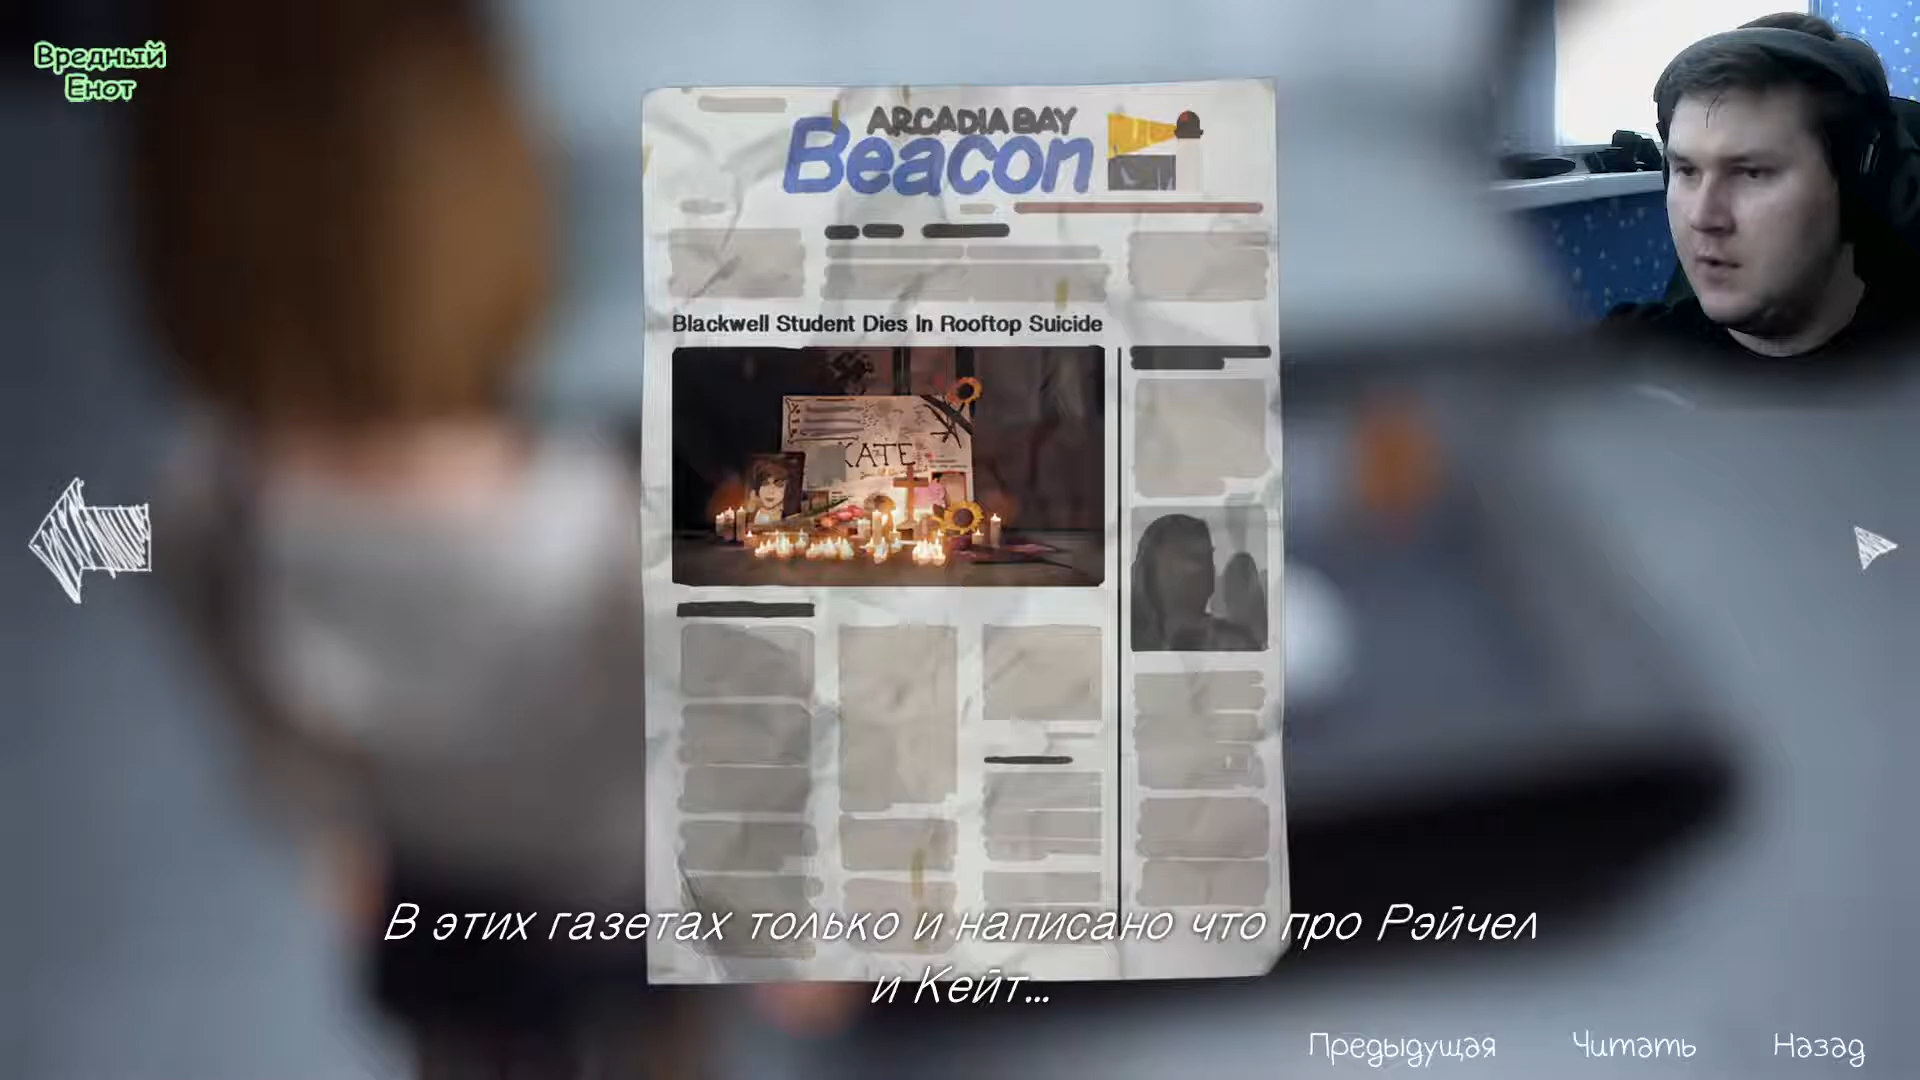 Вредный
Енот
ARCADIA BAY
Beacon
Blackwell Student Dies In Rooftop Suicide
KATE
В этих газетах только и написано что про Рэйчел
и Кейт...
Предыдущая
Читать
Назад